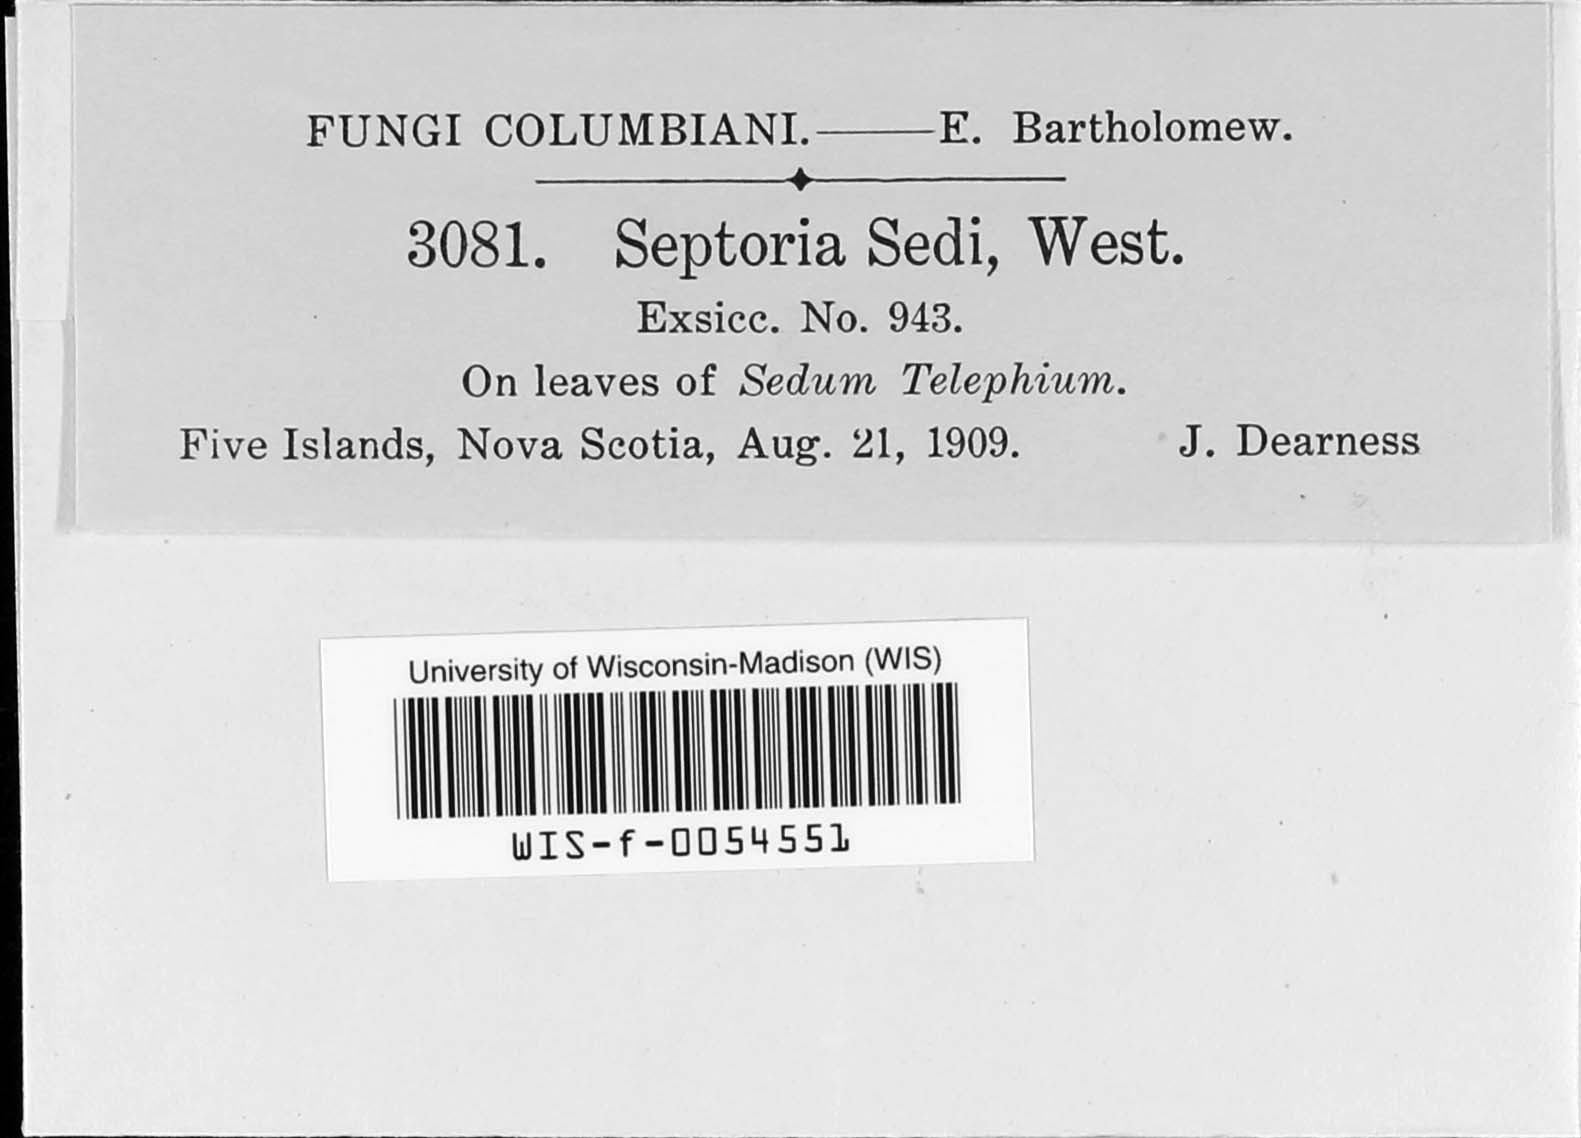 FUNGI COLUMBIANI.——E. Bartholomew.
3081. Septoria Sedi, West.
Exsicc. No. 943.
On leaves of Sedum Telephium.
Five Islands, Nova Scotia, Aug. 21, 1909. J. Dearness
University of Wisconsin-Madison (WIS)
WIS-f-0054551